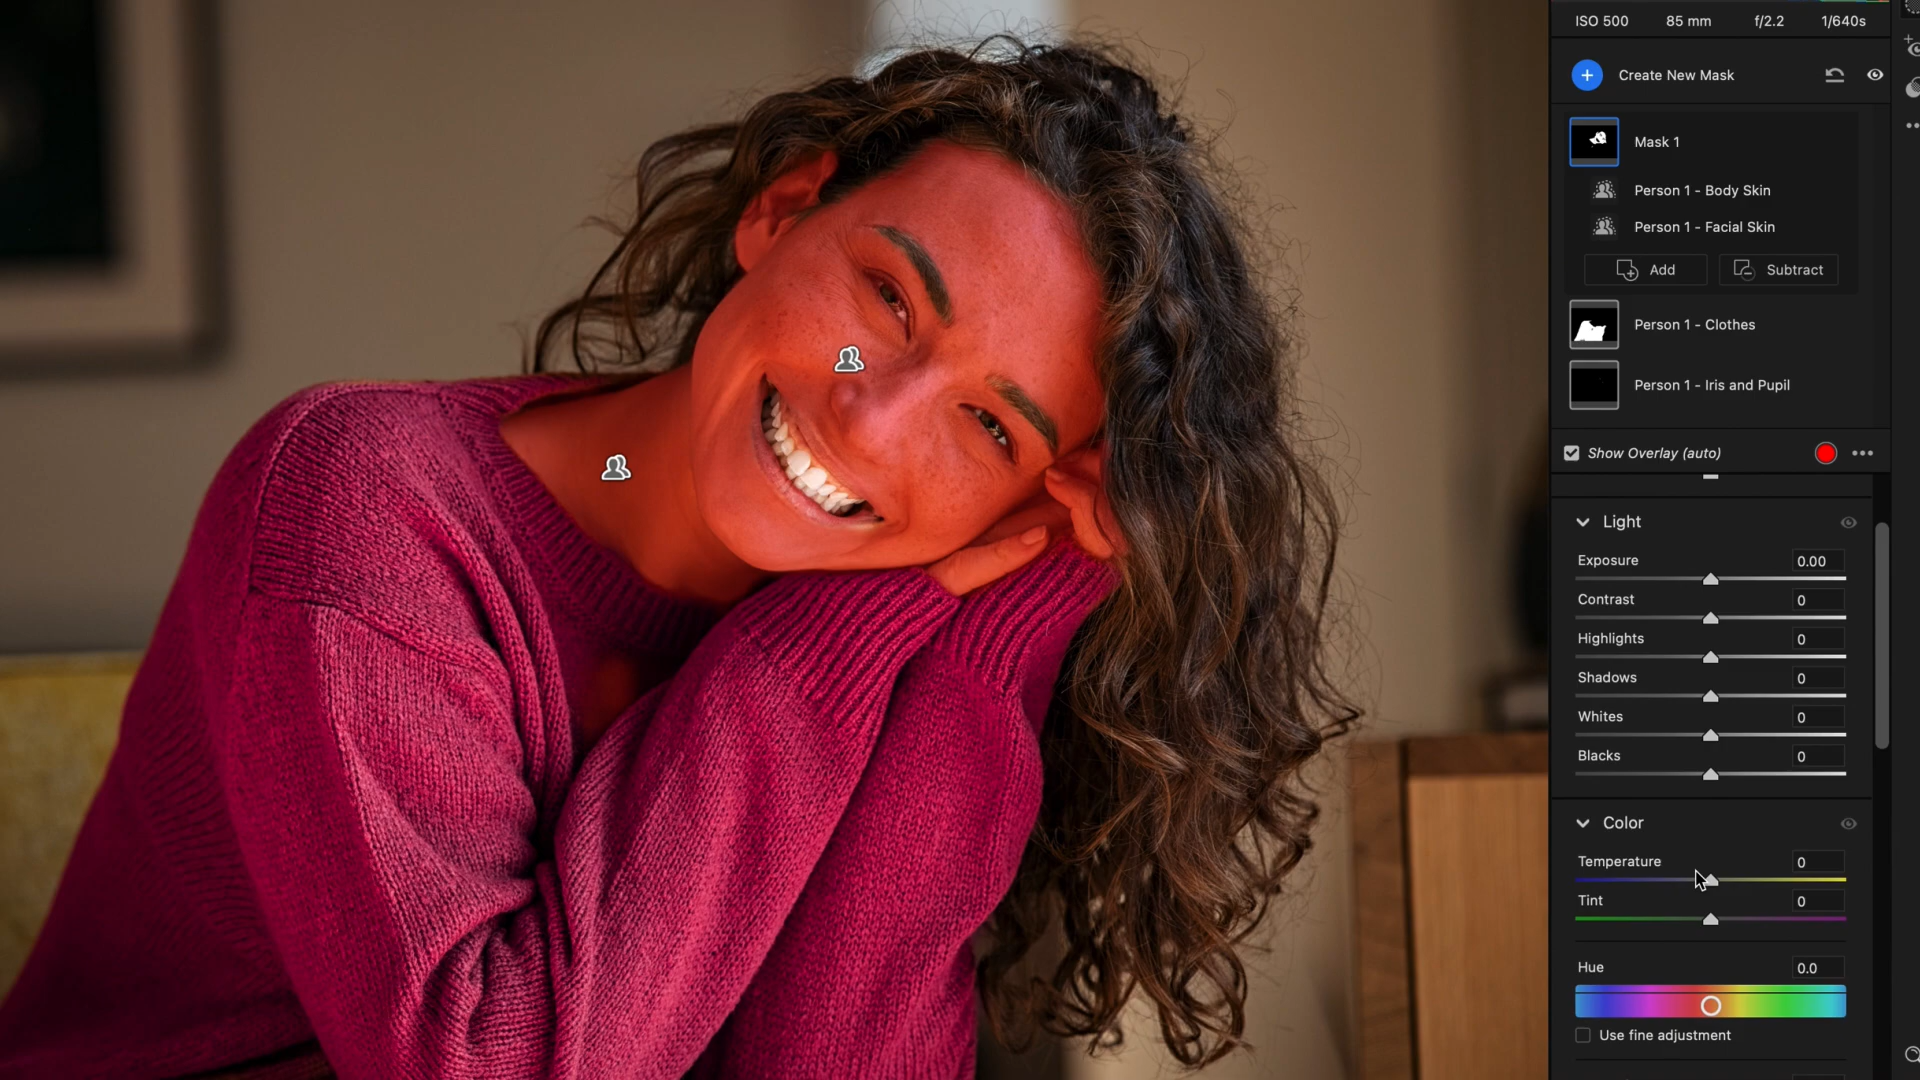 ISO 500 85 mm f/2.2 1/640s
Create New Mask
Mask 1
Person 1 - Body Skin
Person 1 - Facial Skin
Add Subtract
Person 1 - Clothes
Person 1 - Iris and Pupil
Show Overlay (auto)
Light
Exposure 0.00
Contrast 0
Highlights 0
Shadows 0
Whites 0
Blacks 0
Color
Temperature 0
Tint 0
Hue 0.0
Use fine adjustment